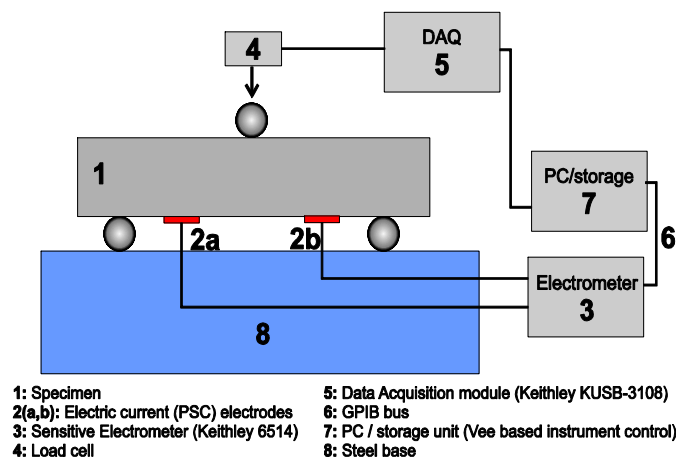 4
DAQ
5
1
PC/storage
7
2a
2b
6
Electrometer
3
8
1: Specimen
2(a,b): Electric current (PSC) electrodes
3: Sensitive Electrometer (Keithley 6514)
4: Load cell
5: Data Acquisition module (Keithley KUSB-3108)
6: GPIB bus
7: PC / storage unit (Vee based instrument control)
8: Steel base